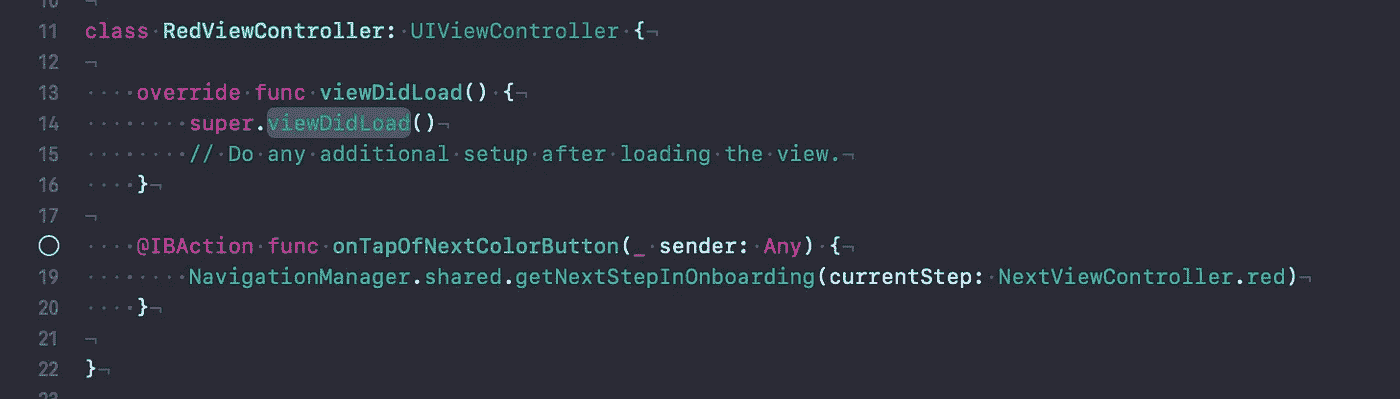 10
11 class RedViewController: UIViewController {¬
12 ¬
13 ····override·func·viewDidLoad()·{¬
14 ········super.viewDidLoad()¬
15 ········//·Do·any·additional·setup·after·loading·the·view.¬
16 ····}¬
17 ¬
····@IBAction·func·onTapOfNextColorButton(_·sender:·Any)·{¬
19 ········NavigationManager.shared.getNextStepInOnboarding(currentStep:·NextViewController.red)¬
20 ····}¬
21 ¬
22 }¬
23